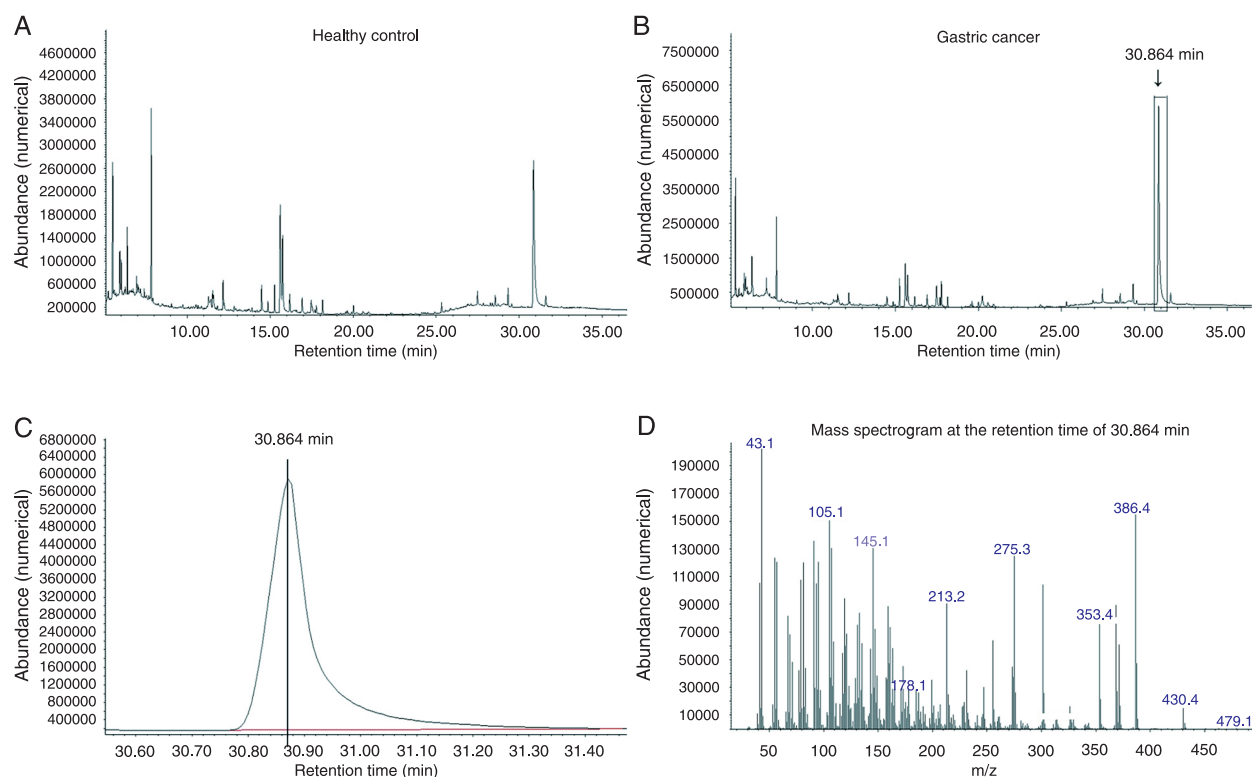 A
Healthy control
Abundance (numerical)
4600000
4200000
3800000
3400000
3000000
2600000
2200000
1800000
1400000
1000000
600000
200000
10.00 15.00 20.00 25.00 30.00 35.00
Retention time (min)
B
Gastric cancer
30.864 min
Abundance (numerical)
7500000
6500000
5500000
4500000
3500000
2500000
1500000
500000
10.00 15.00 20.00 25.00 30.00 35.00
Retention time (min)
C
30.864 min
Abundance (numerical)
6800000
6400000
6000000
5600000
5200000
4800000
4400000
4000000
3600000
3200000
2800000
2400000
2000000
1600000
1200000
800000
400000
30.60 30.70 30.80 30.90 31.00 31.10 31.20 31.30 31.40
Retention time (min)
D
Mass spectrogram at the retention time of 30.864 min
Abundance (numerical)
190000
170000
150000
130000
110000
90000
70000
50000
30000
10000
43.1
105.1
145.1
178.1
213.2
275.3
353.4
386.4
430.4
479.1
50 100 150 200 250 300 350 400 450
m/z